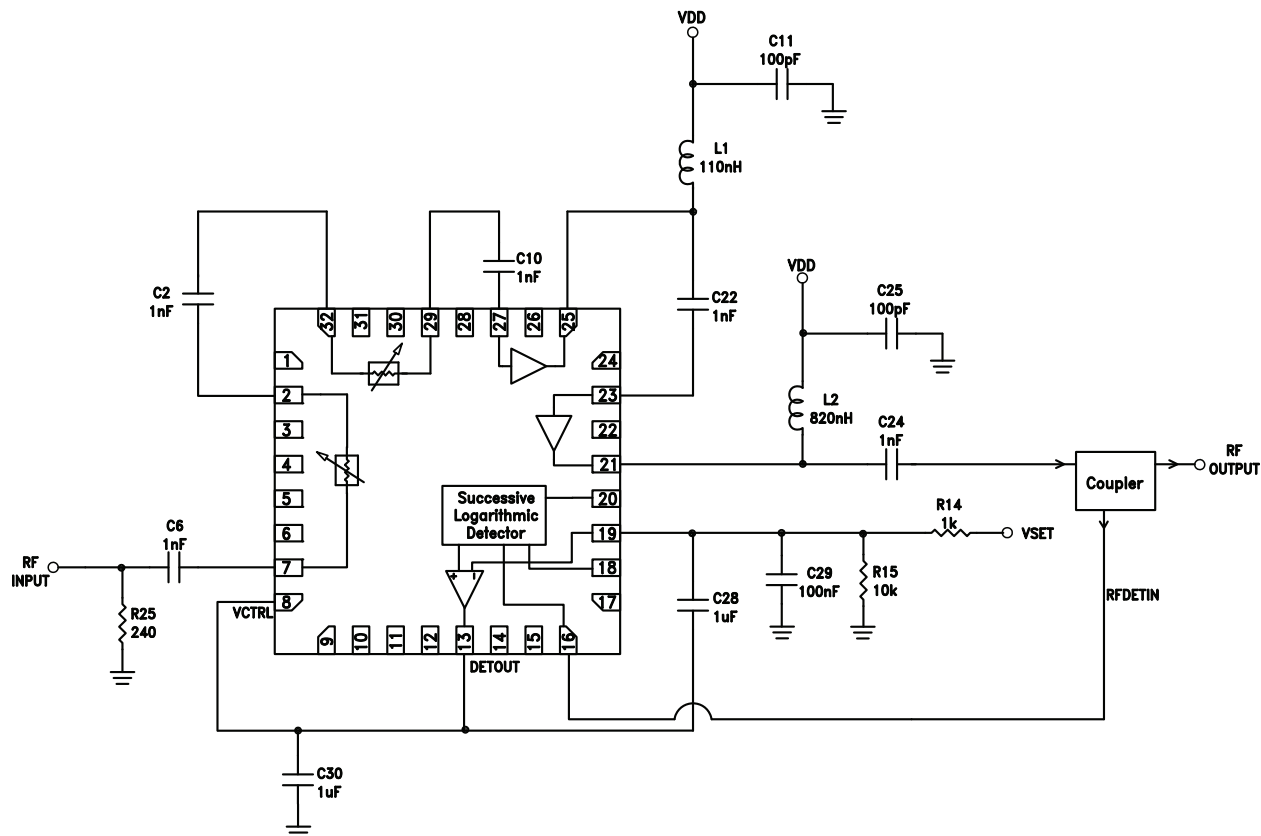 VDD
C11
100pF
L1
110nH
C10
1nF
C2
1nF
C22
1nF
VDD
C25
100pF
L2
820nH
C24
1nF
RF
OUTPUT
Coupler
32
31
30
29
28
27
26
25
1
2
3
4
5
6
7
8
24
23
22
21
20
19
18
17
9
10
11
12
13
14
15
16
Successive
Logarithmic
Detector
+ -
R14
1k
VSET
C6
1nF
RF
INPUT
R25
240
VCTRL
C29
100nF
R15
10k
C28
1uF
RFDETIN
DETOUT
C30
1uF